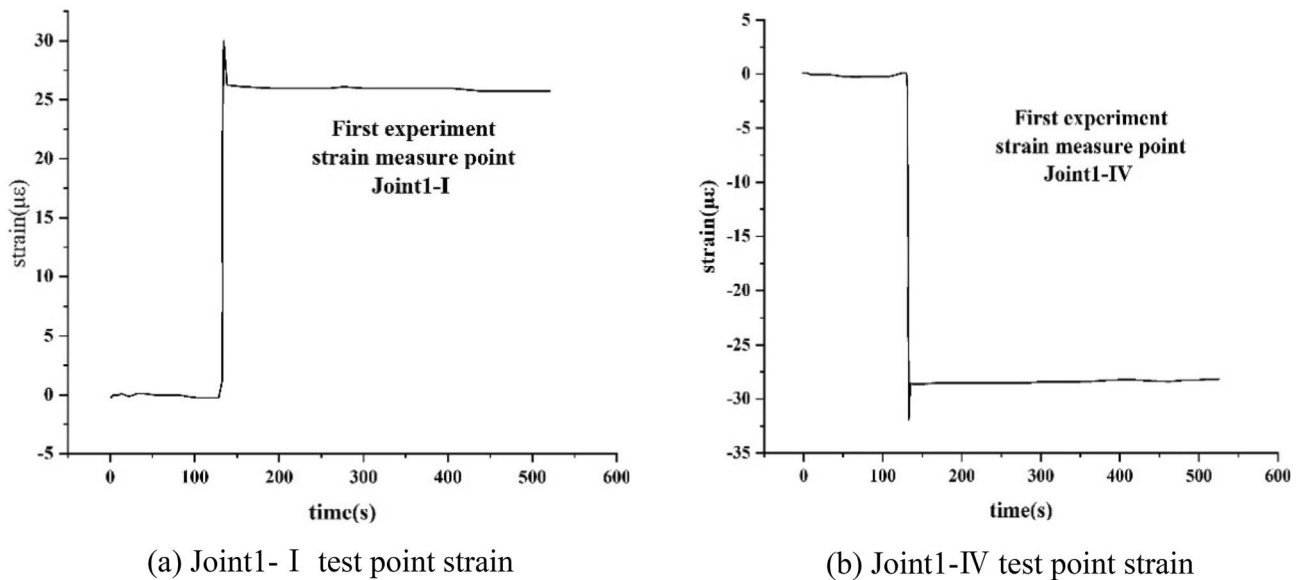 30
25
20
15
10
5
0
-5
strain(με)
First experiment
strain measure point
Joint1-I
0 100 200 300 400 500 600
time(s)
(a) Joint1- Ⅰ test point strain
5
0
-5
-10
-15
-20
-25
-30
-35
strain(με)
First experiment
strain measure point
Joint1-IV
0 100 200 300 400 500 600
time(s)
(b) Joint1-Ⅳ test point strain